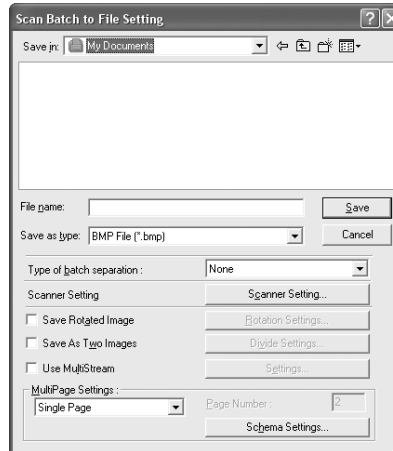 Scan Batch to File Setting
Save in: My Documents
File name: Save
Save as type: BMP File (*.bmp) Cancel
Type of batch separation : None
Scanner Setting Scanner Setting...
Save Rotated Image Rotation Settings...
Save As Two Images Divide Settings...
Use MultiStream Settings...
MultiPage Settings :
Single Page Page Number : 2
Schema Settings...